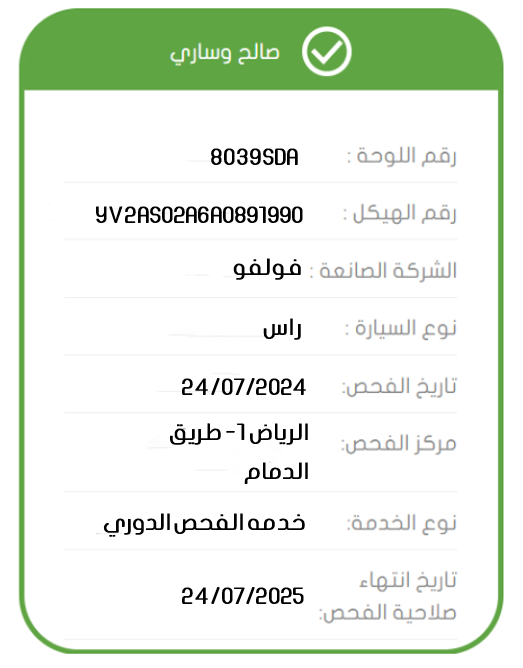 صالح وساري
رقم اللوحة : 8039SDA
رقم الهيكل : YV2AS02A6A0891990
الشركة الصانعة : فولفو
نوع السيارة : راس
تاريخ الفحص: 24/07/2024
مركز الفحص: الرياض 1- طريق
الدمام
نوع الخدمة: خدمه الفحص الدوري
تاريخ انتهاء
صلاحية الفحص: 24/07/2025